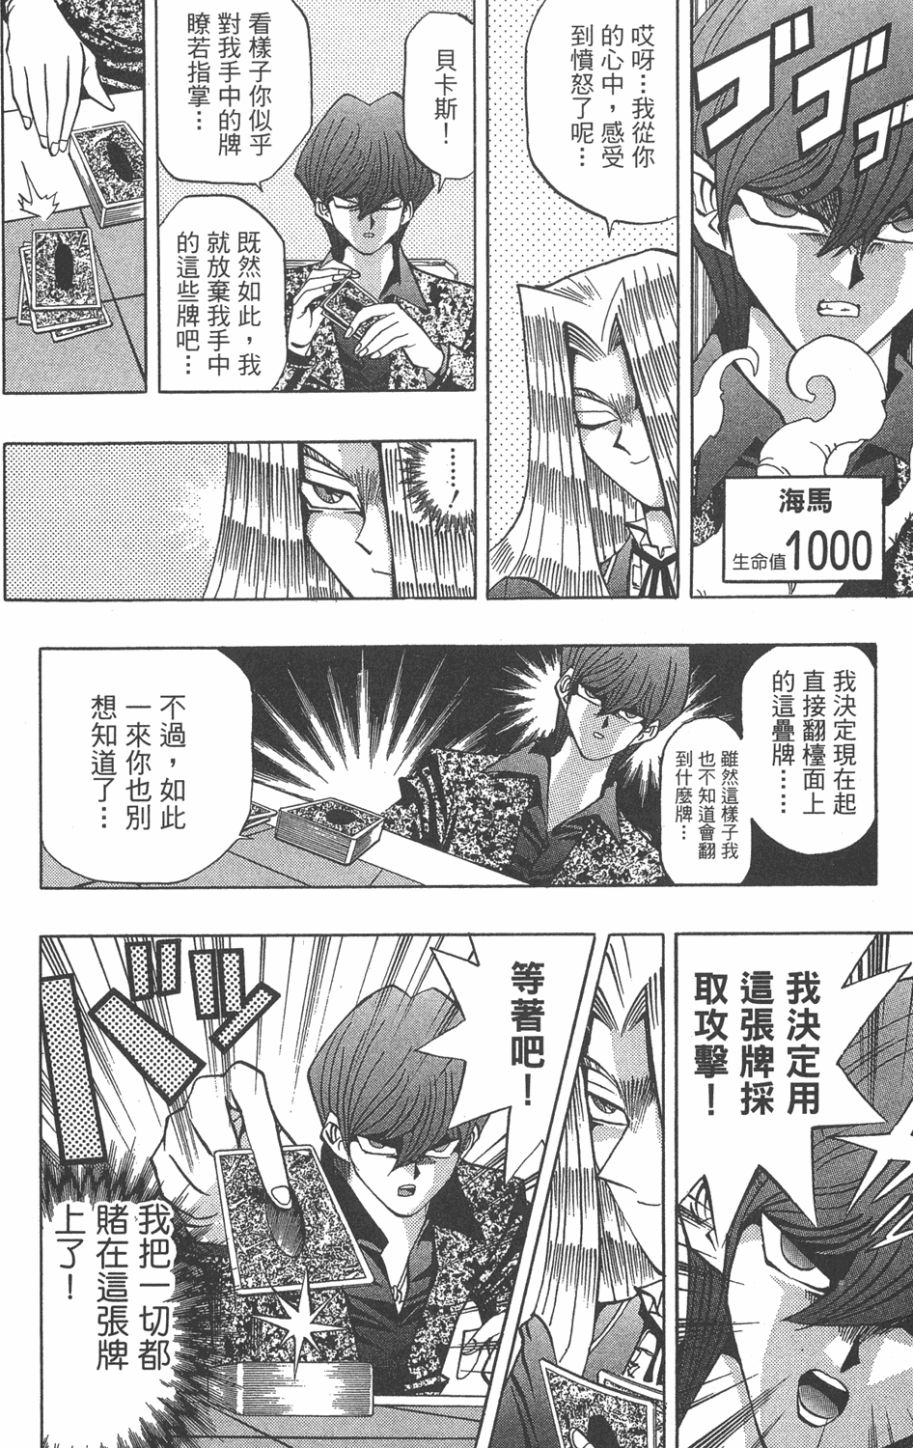 ゴゴゴ
海馬
生命值1000
哎呀…我從你
的心中，感受
到憤怒了呢…
貝卡斯！
看樣子你似乎
對我手中的牌
瞭若指掌…
既然如此，我
就放棄我手中
的這些牌吧…
……！
我決定現在起
直接翻檯面上
的這疊牌……
雖然這樣子我
也不知道會翻
到什麼牌…
不過，如此
一來你也別
想知道了…
我決定用
這張牌採
取攻擊！
等著吧！
バッ
我把一切都
賭在這張牌
上了！